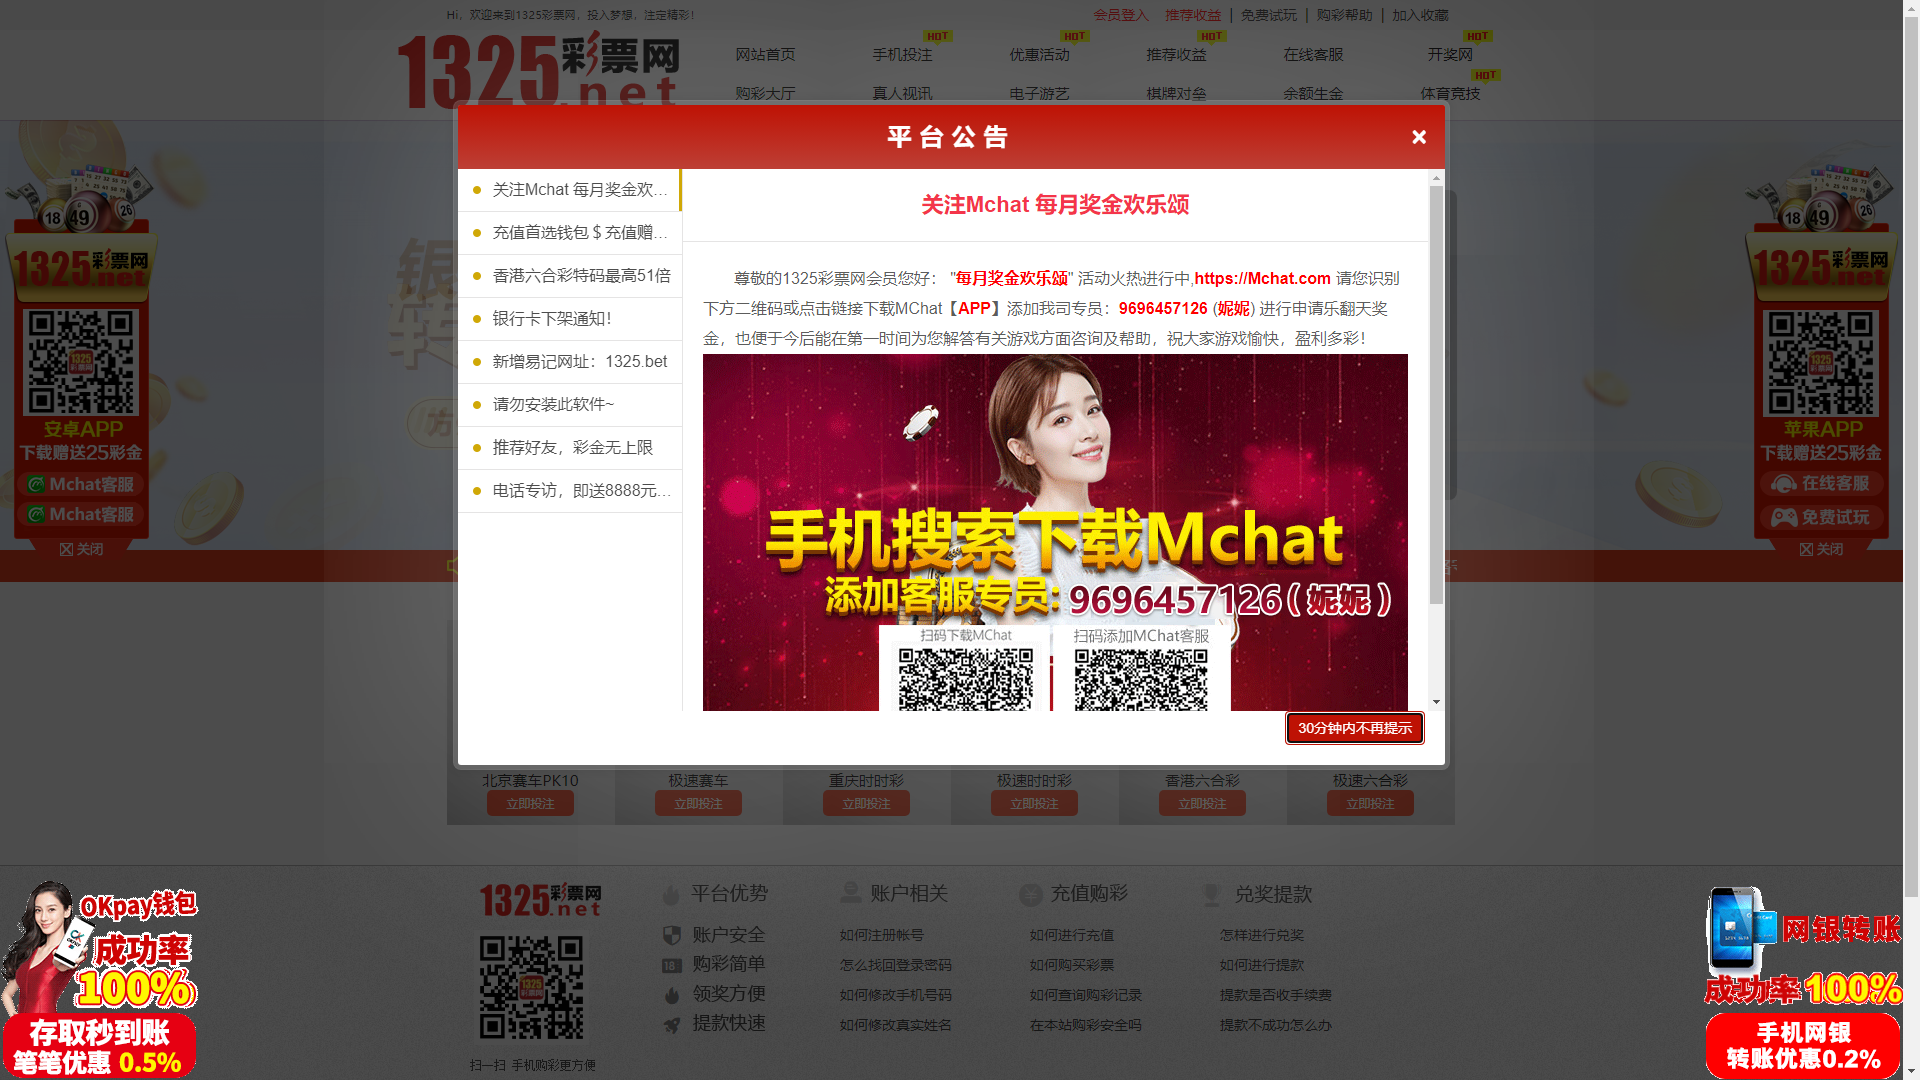 Hi，欢迎来到1325彩票网，投入梦想，注定精彩！
会员登入 推荐收益 | 免费试玩 | 购彩帮助 | 加入收藏
1325彩票网
.net
网站首页 手机投注 HOT 优惠活动 HOT 推荐收益 HOT 在线客服 开奖网 HOT
购彩大厅 真人视讯 电子游艺 棋牌对垒 余额生金 体育竞技 HOT
平台公告 ×
关注Mchat 每月奖金欢…
充值首选钱包＄充值赠…
香港六合彩特码最高51倍
银行卡下架通知！
新增易记网址：1325.bet
请勿安装此软件~
推荐好友，彩金无上限
电话专访，即送8888元…
关注Mchat 每月奖金欢乐颂
尊敬的1325彩票网会员您好： "每月奖金欢乐颂" 活动火热进行中,https://Mchat.com 请您识别
下方二维码或点击链接下载MChat【APP】添加我司专员：9696457126 (妮妮) 进行申请乐翻天奖
金，也便于今后能在第一时间为您解答有关游戏方面咨询及帮助，祝大家游戏愉快，盈利多彩！
手机搜索下载Mchat
添加客服专员:9696457126(妮妮)
扫码下载MChat 扫码添加MChat客服
30分钟内不再提示
18 49 26
1325彩票网
.net
1325
彩票网
安卓APP
下载赠送25彩金
Mchat客服
Mchat客服
关闭
18 49 26
1325彩票网
.net
1325
彩票网
苹果APP
下载赠送25彩金
在线客服
免费试玩
关闭
北京赛车PK10 极速赛车 重庆时时彩 极速时时彩 香港六合彩 极速六合彩
立即投注 立即投注 立即投注 立即投注 立即投注 立即投注
1325彩票网
.net
1325
彩票网
扫一扫 手机购彩更方便
平台优势
账户安全
购彩简单
领奖方便
提款快速
账户相关
如何注册帐号
怎么找回登录密码
如何修改手机号码
如何修改真实姓名
充值购彩
如何进行充值
如何购买彩票
如何查询购彩记录
在本站购彩安全吗
兑奖提款
怎样进行兑奖
如何进行提款
提款是否收手续费
提款不成功怎么办
OKpay钱包
成功率
100%
存取秒到账
笔笔优惠 0.5%
网银转账
成功率100%
手机网银
转账优惠0.2%